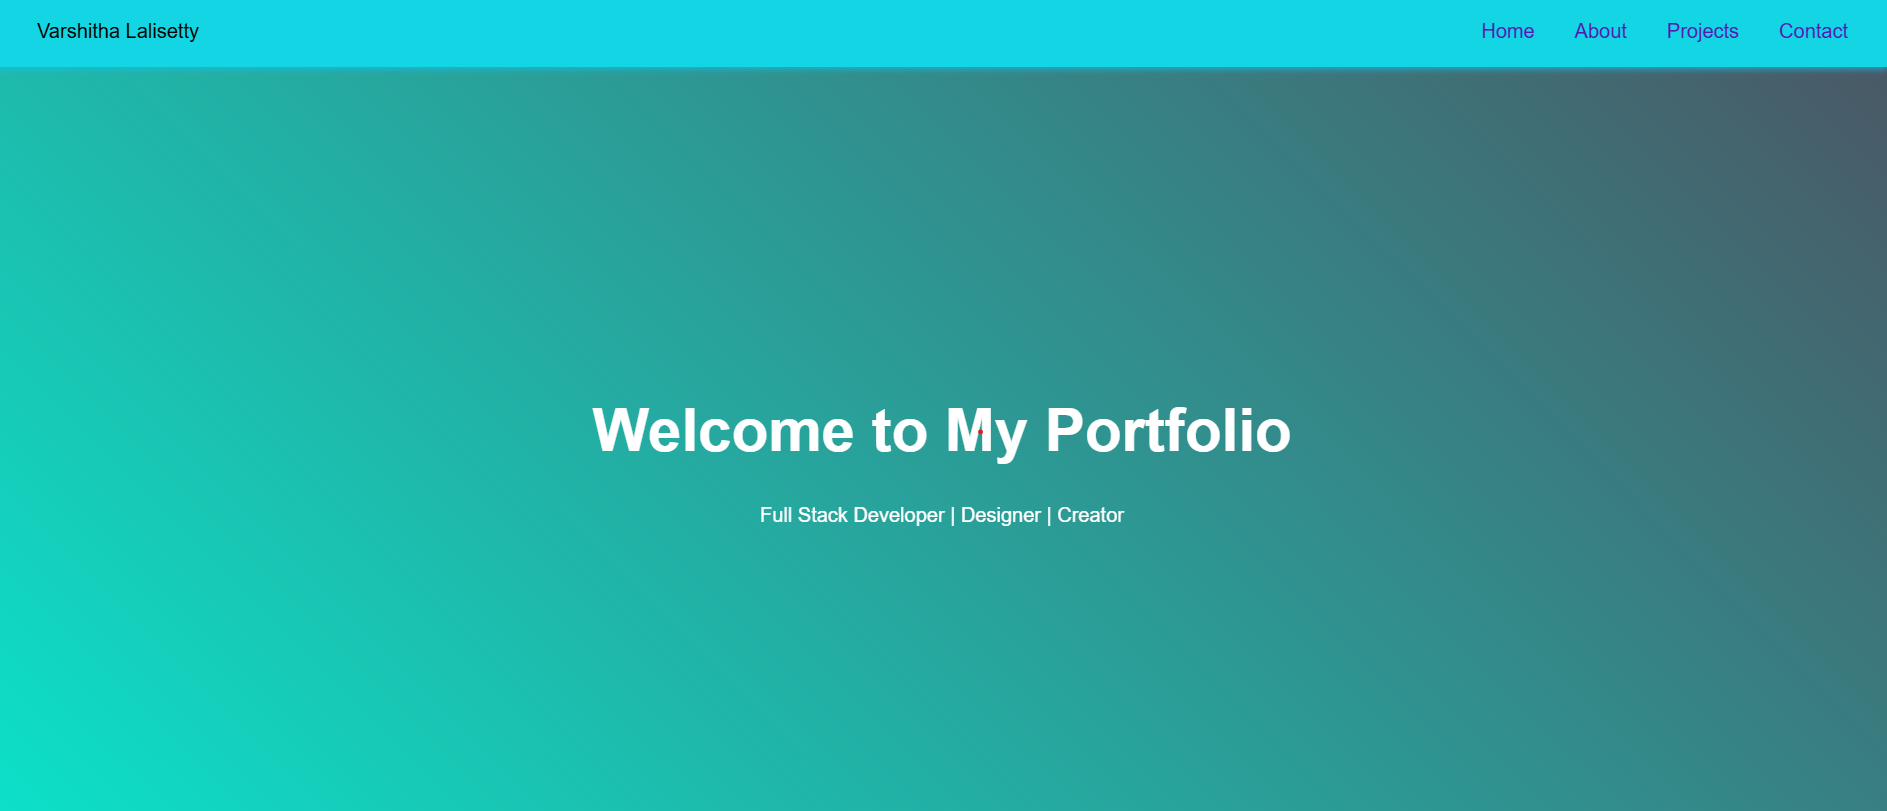 Varshitha Lalisetty
Home About Projects Contact
Welcome to My Portfolio
Full Stack Developer | Designer | Creator